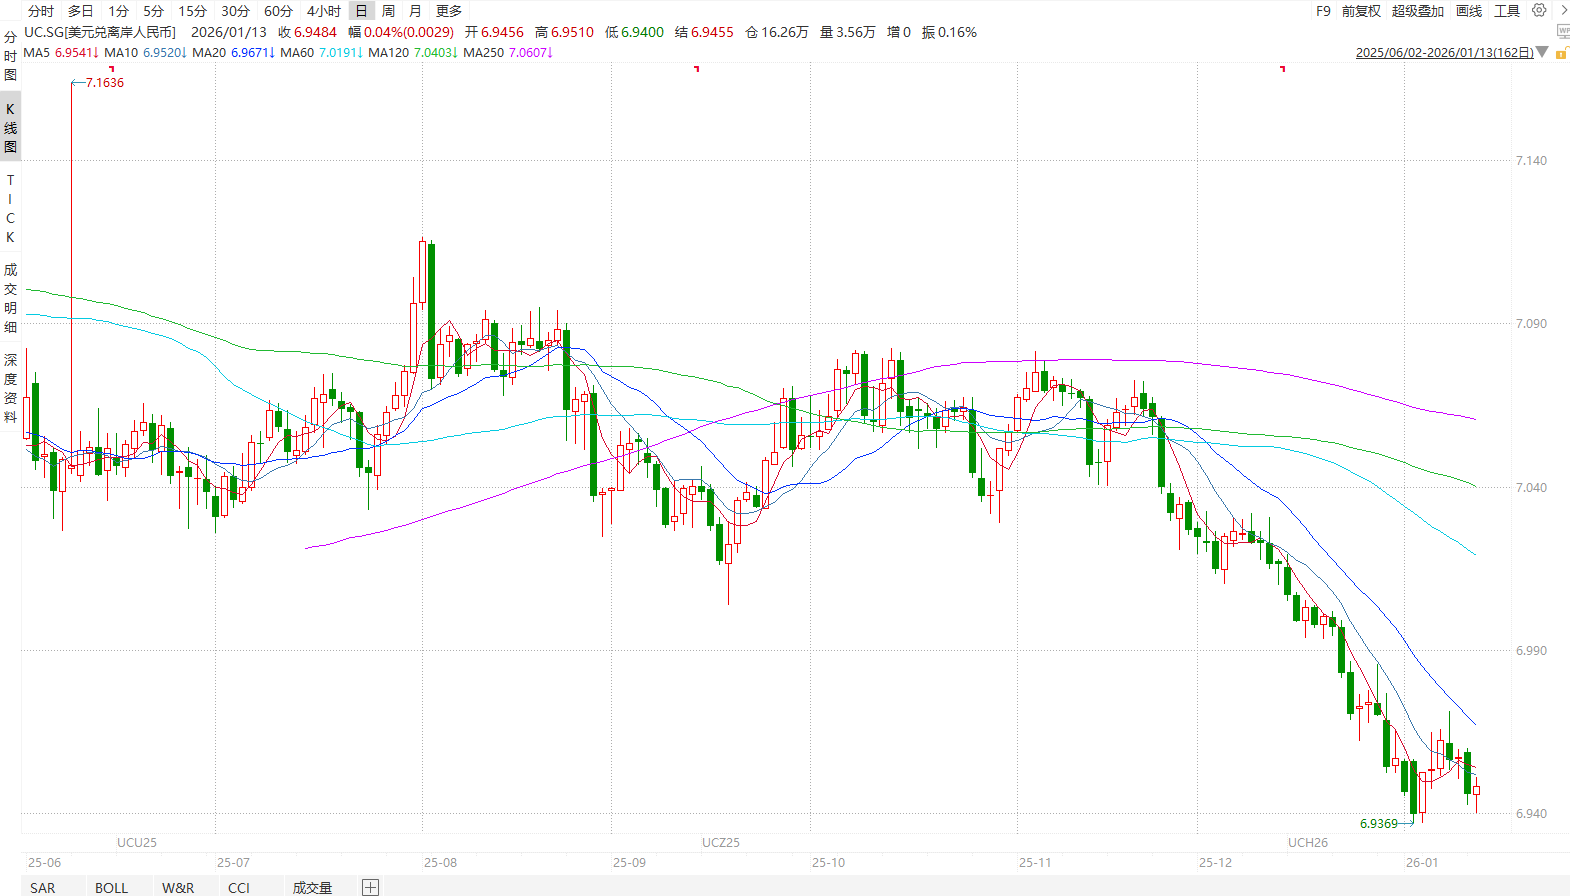 分时 多日 1分 5分 15分 30分 60分 4小时 日 周 月 更多 F9 前复权 超级叠加 画线 工具
UC.SG[美元兑离岸人民币] 2026/01/13 收 6.9484 幅 0.04%(0.0029) 开 6.9456 高 6.9510 低 6.9400 结 6.9455 仓 16.26万 量 3.56万 增 0 振 0.16%
MA5 6.9541↓ MA10 6.9520↓ MA20 6.9671↓ MA60 7.0191↓ MA120 7.0403↓ MA250 7.0607↓
2025/06/02-2026/01/13(162日)
分时图
K线图
TICK
成交明细
深度资料
7.1636
7.140
7.090
7.040
6.990
6.940
6.9369
UCU25 UCZ25 UCH26
25-06 25-07 25-08 25-09 25-10 25-11 25-12 26-01
SAR BOLL W&R CCI 成交量